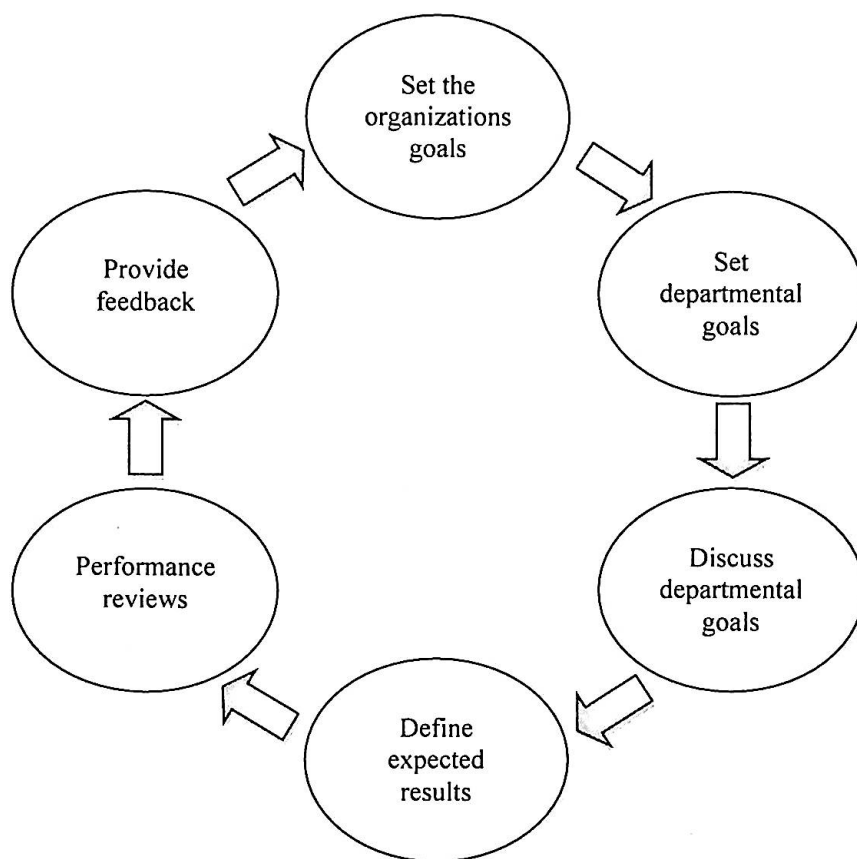 Set the
organizations
goals
Set
departmental
goals
Discuss
departmental
goals
Define
expected
results
Performance
reviews
Provide
feedback